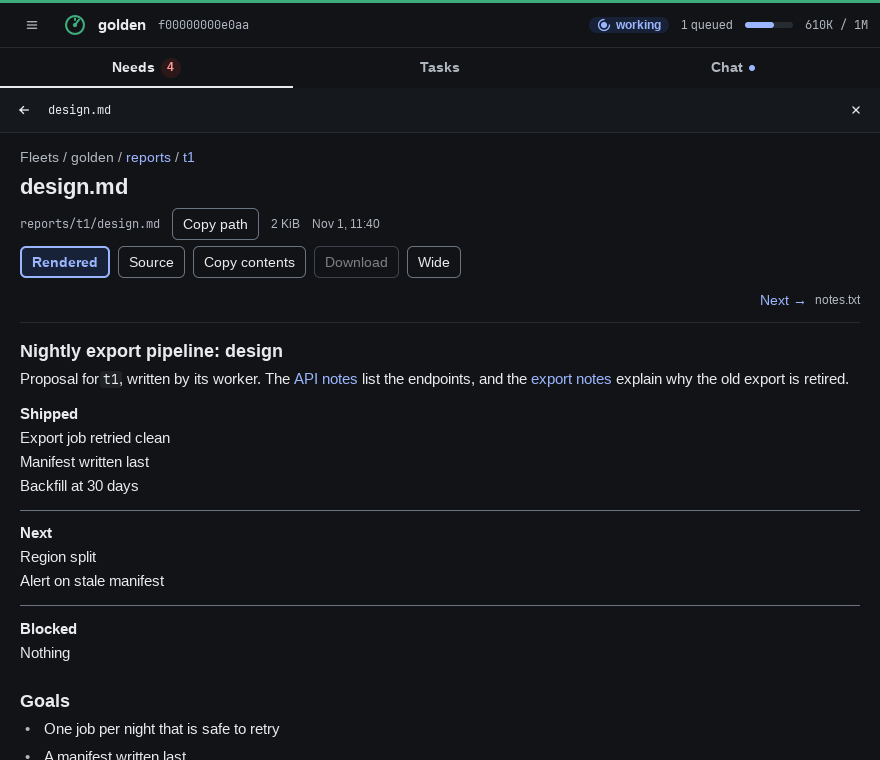 golden f00000000e0aa working 1 queued 610K / 1M
Needs 4 Tasks Chat
design.md
Fleets / golden / reports / t1
design.md
reports/t1/design.md Copy path 2 KiB Nov 1, 11:40
Rendered Source Copy contents Download Wide
Next → notes.txt
Nightly export pipeline: design
Proposal for t1, written by its worker. The API notes list the endpoints, and the export notes explain why the old export is retired.
Shipped
Export job retried clean
Manifest written last
Backfill at 30 days
Next
Region split
Alert on stale manifest
Blocked
Nothing
Goals
• One job per night that is safe to retry
• A manifest written last